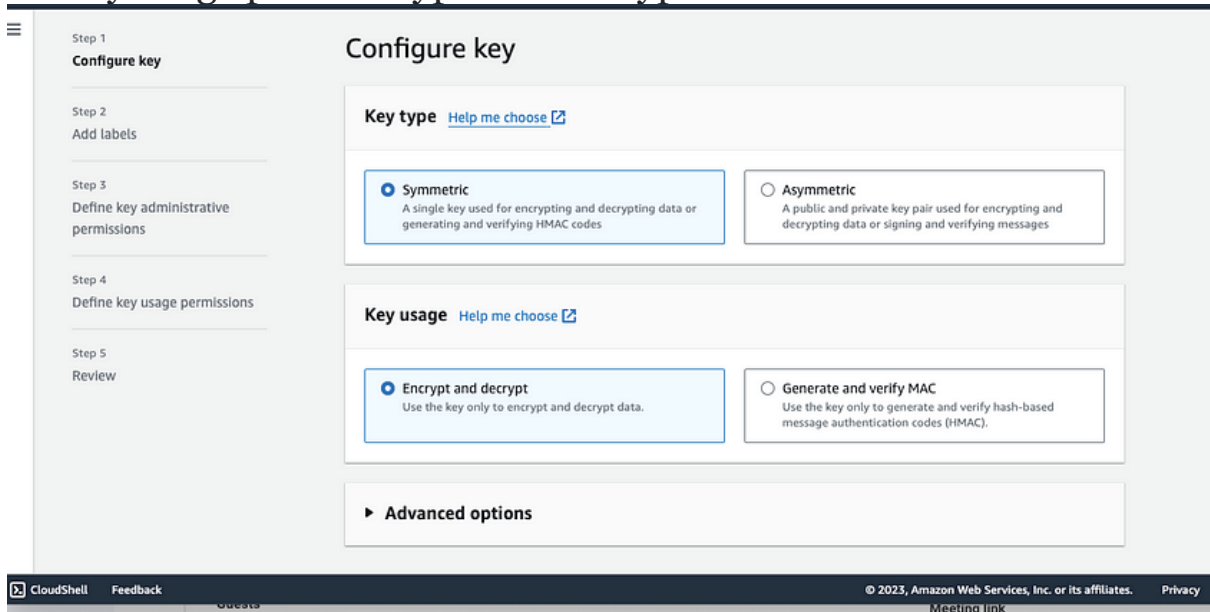 Step 1
Configure key
Step 2
Add labels
Step 3
Define key administrative
permissions
Step 4
Define key usage permissions
Step 5
Review
Configure key
Key type Help me choose
Symmetric
A single key used for encrypting and decrypting data or
generating and verifying HMAC codes
Asymmetric
A public and private key pair used for encrypting and
decrypting data or signing and verifying messages
Key usage Help me choose
Encrypt and decrypt
Use the key only to encrypt and decrypt data.
Generate and verify MAC
Use the key only to generate and verify hash-based
message authentication codes (HMAC).
Advanced options
CloudShell Feedback © 2023, Amazon Web Services, Inc. or its affiliates. Privacy
Guests Meeting link